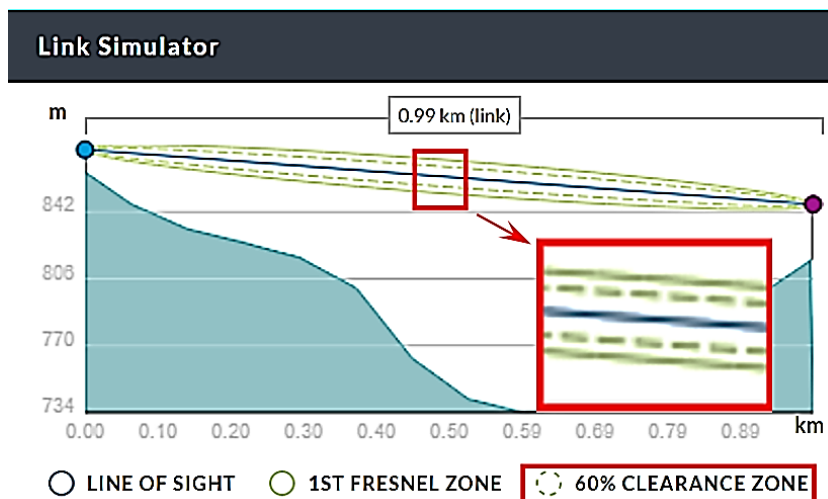 Link Simulator
m
0.99 km (link)
842
806
770
734
0.00 0.10 0.20 0.30 0.40 0.50 0.59 0.69 0.79 0.89 km
LINE OF SIGHT 1ST FRESNEL ZONE 60% CLEARANCE ZONE